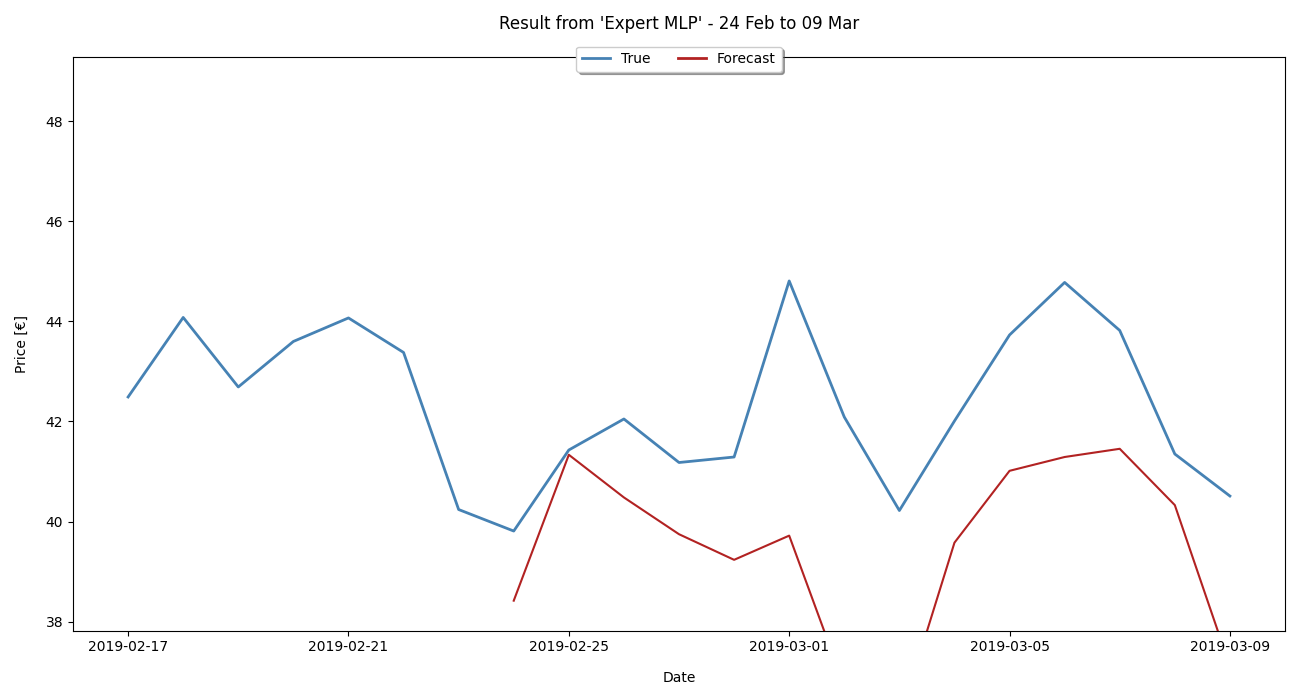 Result from 'Expert MLP' - 24 Feb to 09 Mar
True Forecast
48
46
44
42
40
38
Price [€]
2019-02-17 2019-02-21 2019-02-25 2019-03-01 2019-03-05 2019-03-09
Date